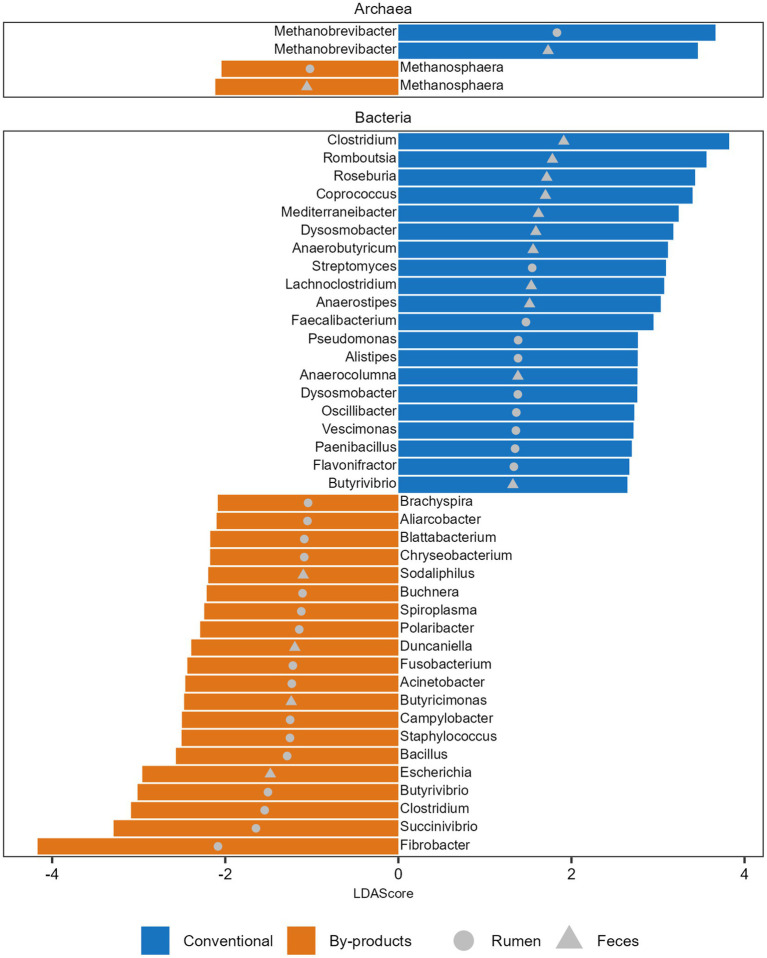 Archaea
Methanobrevibacter
Methanobrevibacter
Methanosphaera
Methanosphaera
Bacteria
Clostridium
Romboutsia
Roseburia
Coprococcus
Mediterraneibacter
Dysosmobacter
Anaerobutyricum
Streptomyces
Lachnoclostridium
Anaerostipes
Faecalibacterium
Pseudomonas
Alistipes
Anaerocolumna
Dysosmobacter
Oscillibacter
Vescimonas
Paenibacillus
Flavonifractor
Butyrivibrio
Brachyspira
Aliarcobacter
Blattabacterium
Chryseobacterium
Sodaliphilus
Buchnera
Spiroplasma
Polaribacter
Duncaniella
Fusobacterium
Acinetobacter
Butyricimonas
Campylobacter
Staphylococcus
Bacillus
Escherichia
Butyrivibrio
Clostridium
Succinivibrio
Fibrobacter
-4 -2 0 2 4
LDAScore
Conventional By-products Rumen Feces